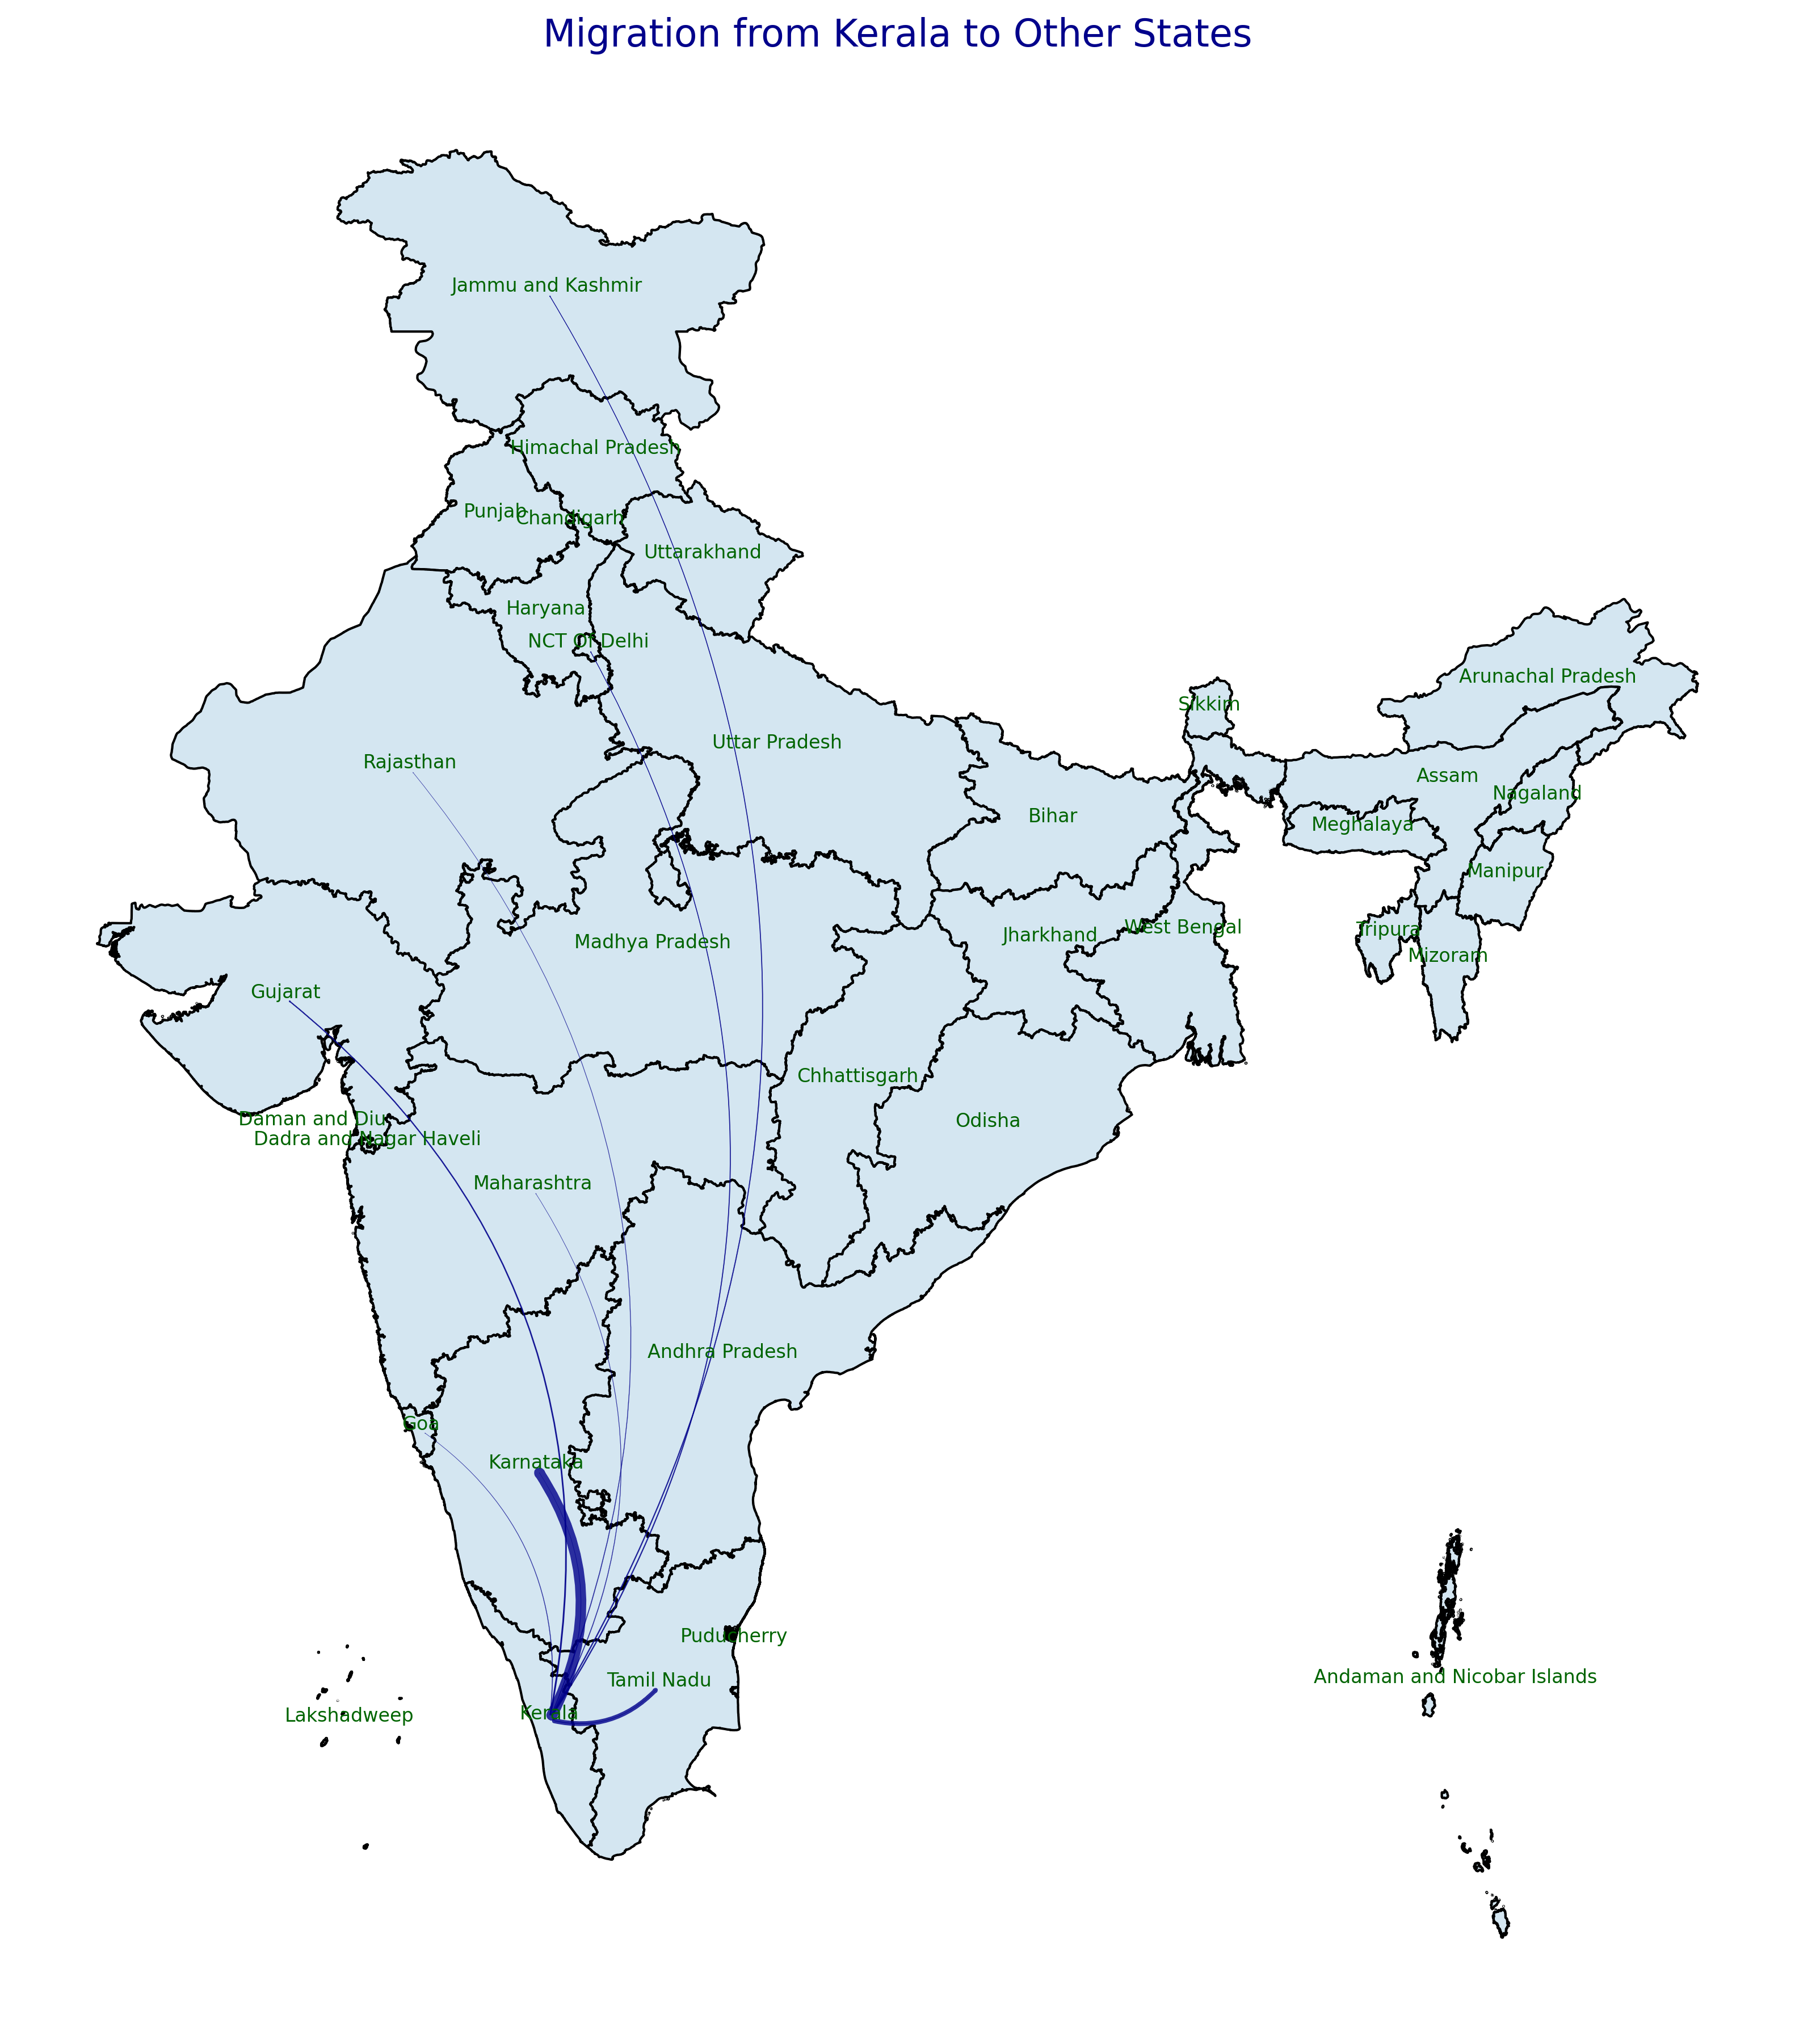 Migration from Kerala to Other States
Jammu and Kashmir
Himachal Pradesh
Punjab
Chandigarh
Uttarakhand
Haryana
NCT Of Delhi
Arunachal Pradesh
Sikkim
Uttar Pradesh
Rajasthan
Assam
Nagaland
Bihar
Meghalaya
Manipur
West Bengal
Tripura
Jharkhand
Madhya Pradesh
Mizoram
Gujarat
Chhattisgarh
Daman and Diu
Odisha
Dadra and Nagar Haveli
Maharashtra
Andhra Pradesh
Goa
Karnataka
Puducherry
Andaman and Nicobar Islands
Tamil Nadu
Kerala
Lakshadweep